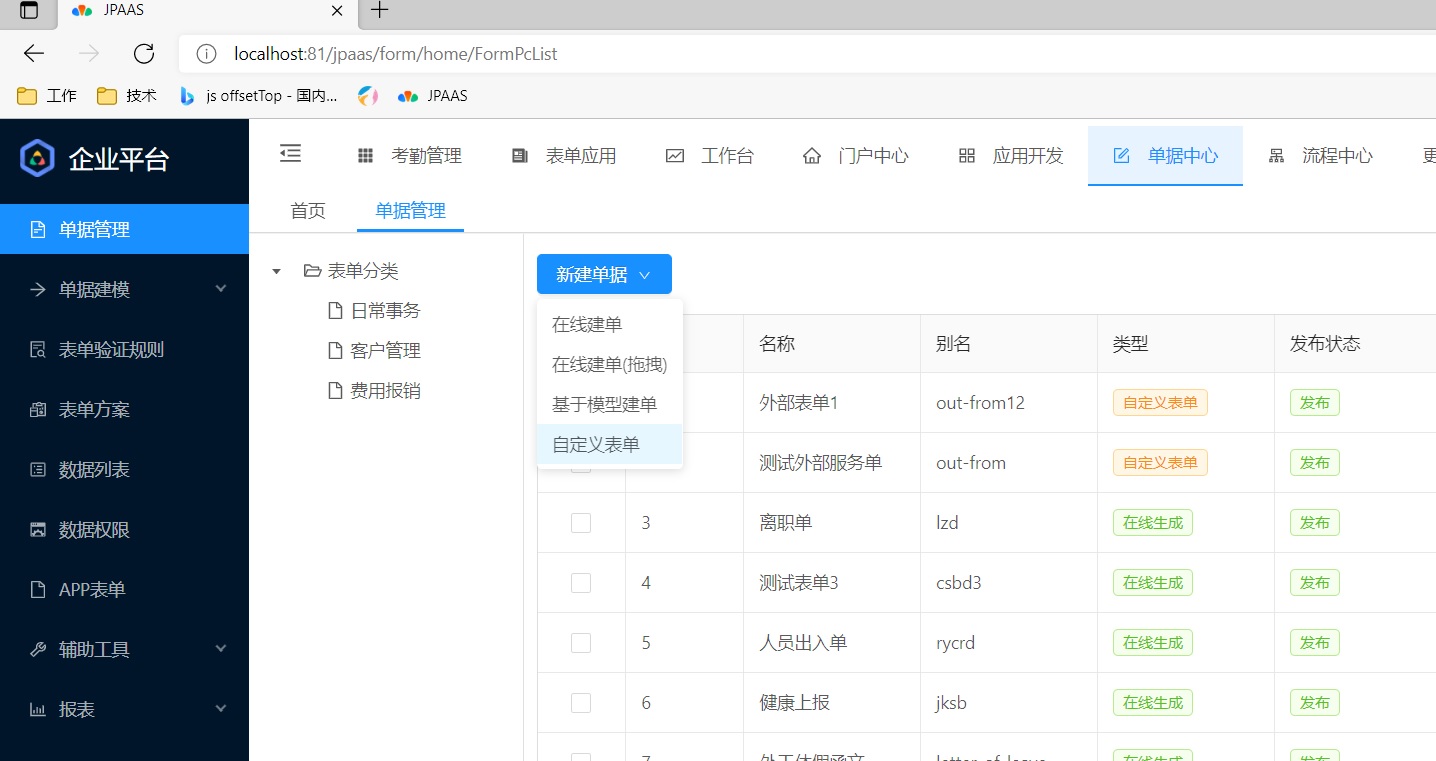 JPAAS
localhost:81/jpaas/form/home/FormPcList
工作 技术 js offsetTop - 国内... JPAAS
企业平台
考勤管理 表单应用 工作台 门户中心 应用开发 单据中心 流程中心 更
首页 单据管理
单据管理
单据建模
表单验证规则
表单方案
数据列表
数据权限
APP表单
辅助工具
报表
表单分类
日常事务
客户管理
费用报销
新建单据
在线建单
在线建单(拖拽)
基于模型建单
自定义表单
名称 别名 类型 发布状态
外部表单1 out-from12 自定义表单 发布
测试外部服务单 out-from 自定义表单 发布
3 离职单 lzd 在线生成 发布
4 测试表单3 csbd3 在线生成 发布
5 人员出入单 rycrd 在线生成 发布
6 健康上报 jksb 在线生成 发布
7 在线生成 发布